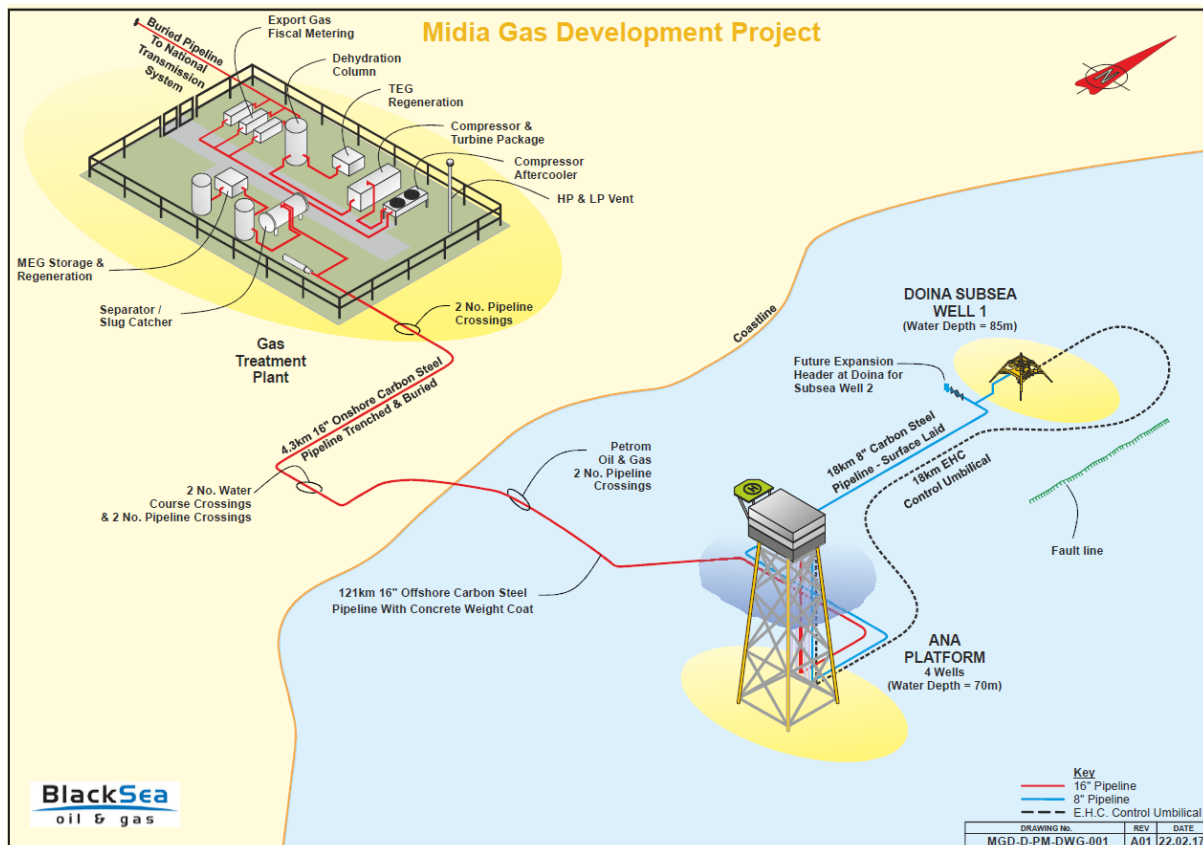 Midia Gas Development Project
Buried Pipeline
To National
Transmission
System
Export Gas
Fiscal Metering
Dehydration
Column
TEG
Regeneration
Compressor &
Turbine Package
Compressor
Aftercooler
HP & LP Vent
N
MEG Storage &
Regeneration
Separator /
Slug Catcher
2 No. Pipeline
Crossings
Gas
Treatment
Plant
4.3km 16" Onshore Carbon Steel
Pipeline Trenched & Buried
2 No. Water
Course Crossings
& 2 No. Pipeline Crossings
Coastline
Petrom
Oil & Gas
2 No. Pipeline
Crossings
121km 16" Offshore Carbon Steel
Pipeline With Concrete Weight Coat
DOINA SUBSEA
WELL 1
(Water Depth = 85m)
Future Expansion
Header at Doina for
Subsea Well 2
18km 8" Carbon Steel
Pipeline - Surface Laid
18km EHC
Control Umbilical
Fault line
H
ANA
PLATFORM
4 Wells
(Water Depth = 70m)
BlackSea
oil & gas
Key
16" Pipeline
8" Pipeline
E.H.C. Control Umbilical
DRAWING No. REV DATE
MGD-D-PM-DWG-001 A01 22.02.17